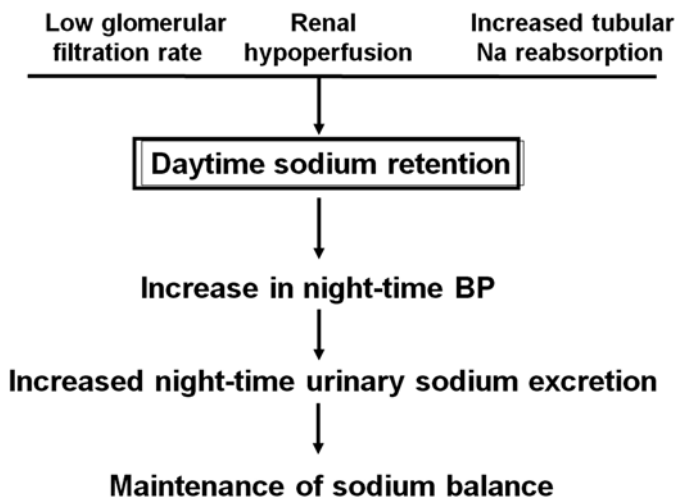 Low glomerular
filtration rate
Renal
hypoperfusion
Increased tubular
Na reabsorption
Daytime sodium retention
Increase in night-time BP
Increased night-time urinary sodium excretion
Maintenance of sodium balance